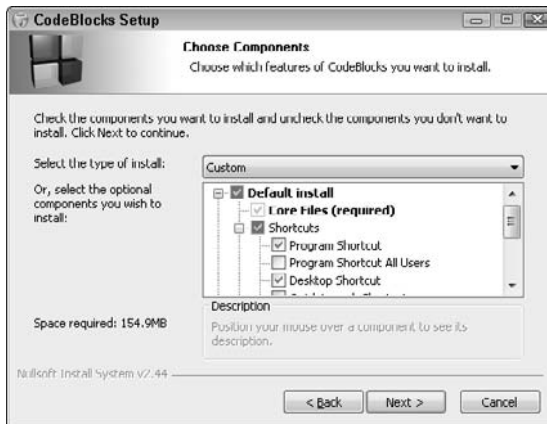 CodeBlocks Setup
Choose Components
Choose which features of CodeBlocks you want to install.
Check the components you want to install and uncheck the components you don't want to
install. Click Next to continue.
Select the type of install:
Custom
Or, select the optional
components you wish to
install:
Default install
Core Files (required)
Shortcuts
Program Shortcut
Program Shortcut All Users
Desktop Shortcut
Space required: 154.9MB
Description
Position your mouse over a component to see its
description.
Nullsoft Install System v2.44
< Back
Next >
Cancel